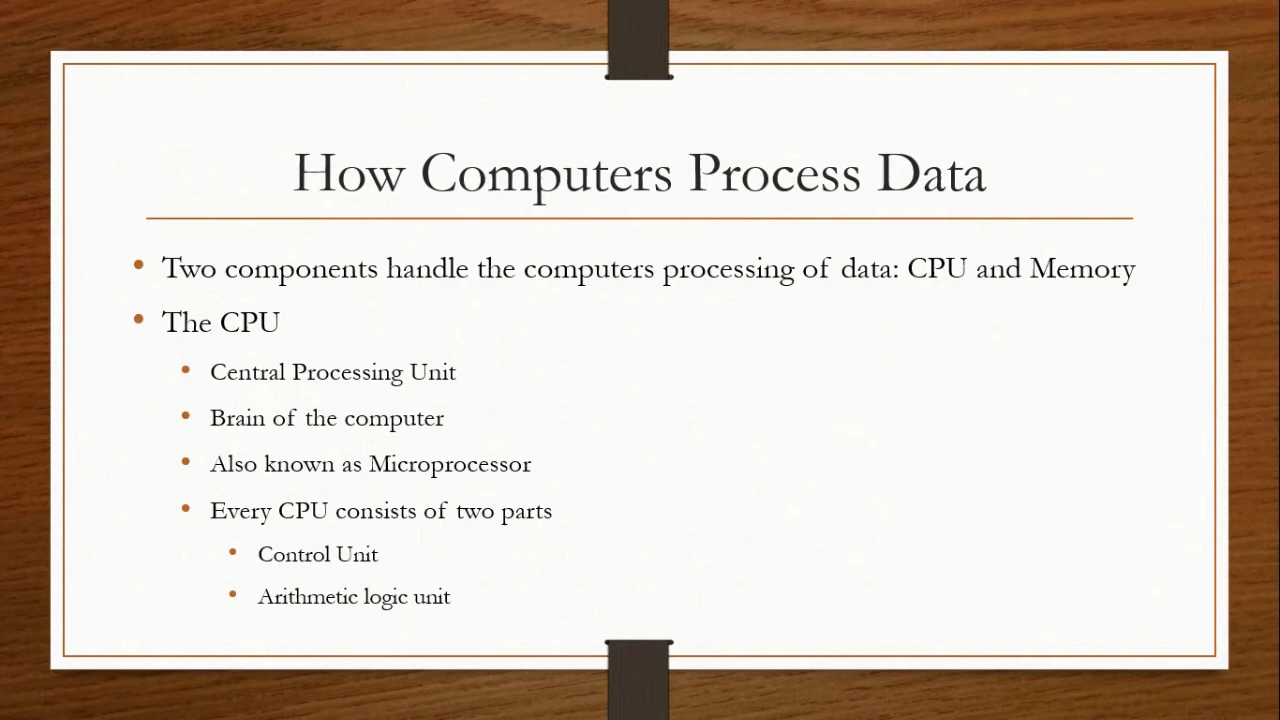 How Computers Process Data
• Two components handle the computers processing of data: CPU and Memory
• The CPU
• Central Processing Unit
• Brain of the computer
• Also known as Microprocessor
• Every CPU consists of two parts
• Control Unit
• Arithmetic logic unit